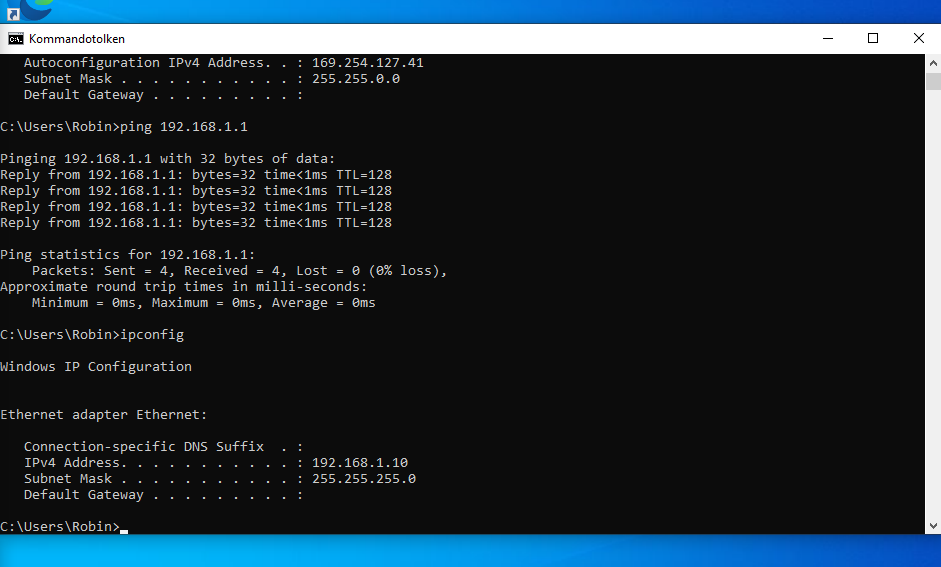 Kommandotolken
Autoconfiguration IPv4 Address. . : 169.254.127.41
Subnet Mask . . . . . . . . . . . : 255.255.0.0
Default Gateway . . . . . . . . . :
C:\Users\Robin>ping 192.168.1.1
Pinging 192.168.1.1 with 32 bytes of data:
Reply from 192.168.1.1: bytes=32 time<1ms TTL=128
Reply from 192.168.1.1: bytes=32 time<1ms TTL=128
Reply from 192.168.1.1: bytes=32 time<1ms TTL=128
Reply from 192.168.1.1: bytes=32 time<1ms TTL=128
Ping statistics for 192.168.1.1:
Packets: Sent = 4, Received = 4, Lost = 0 (0% loss),
Approximate round trip times in milli-seconds:
Minimum = 0ms, Maximum = 0ms, Average = 0ms
C:\Users\Robin>ipconfig
Windows IP Configuration
Ethernet adapter Ethernet:
Connection-specific DNS Suffix  . :
IPv4 Address. . . . . . . . . . . : 192.168.1.10
Subnet Mask . . . . . . . . . . . : 255.255.255.0
Default Gateway . . . . . . . . . :
C:\Users\Robin>